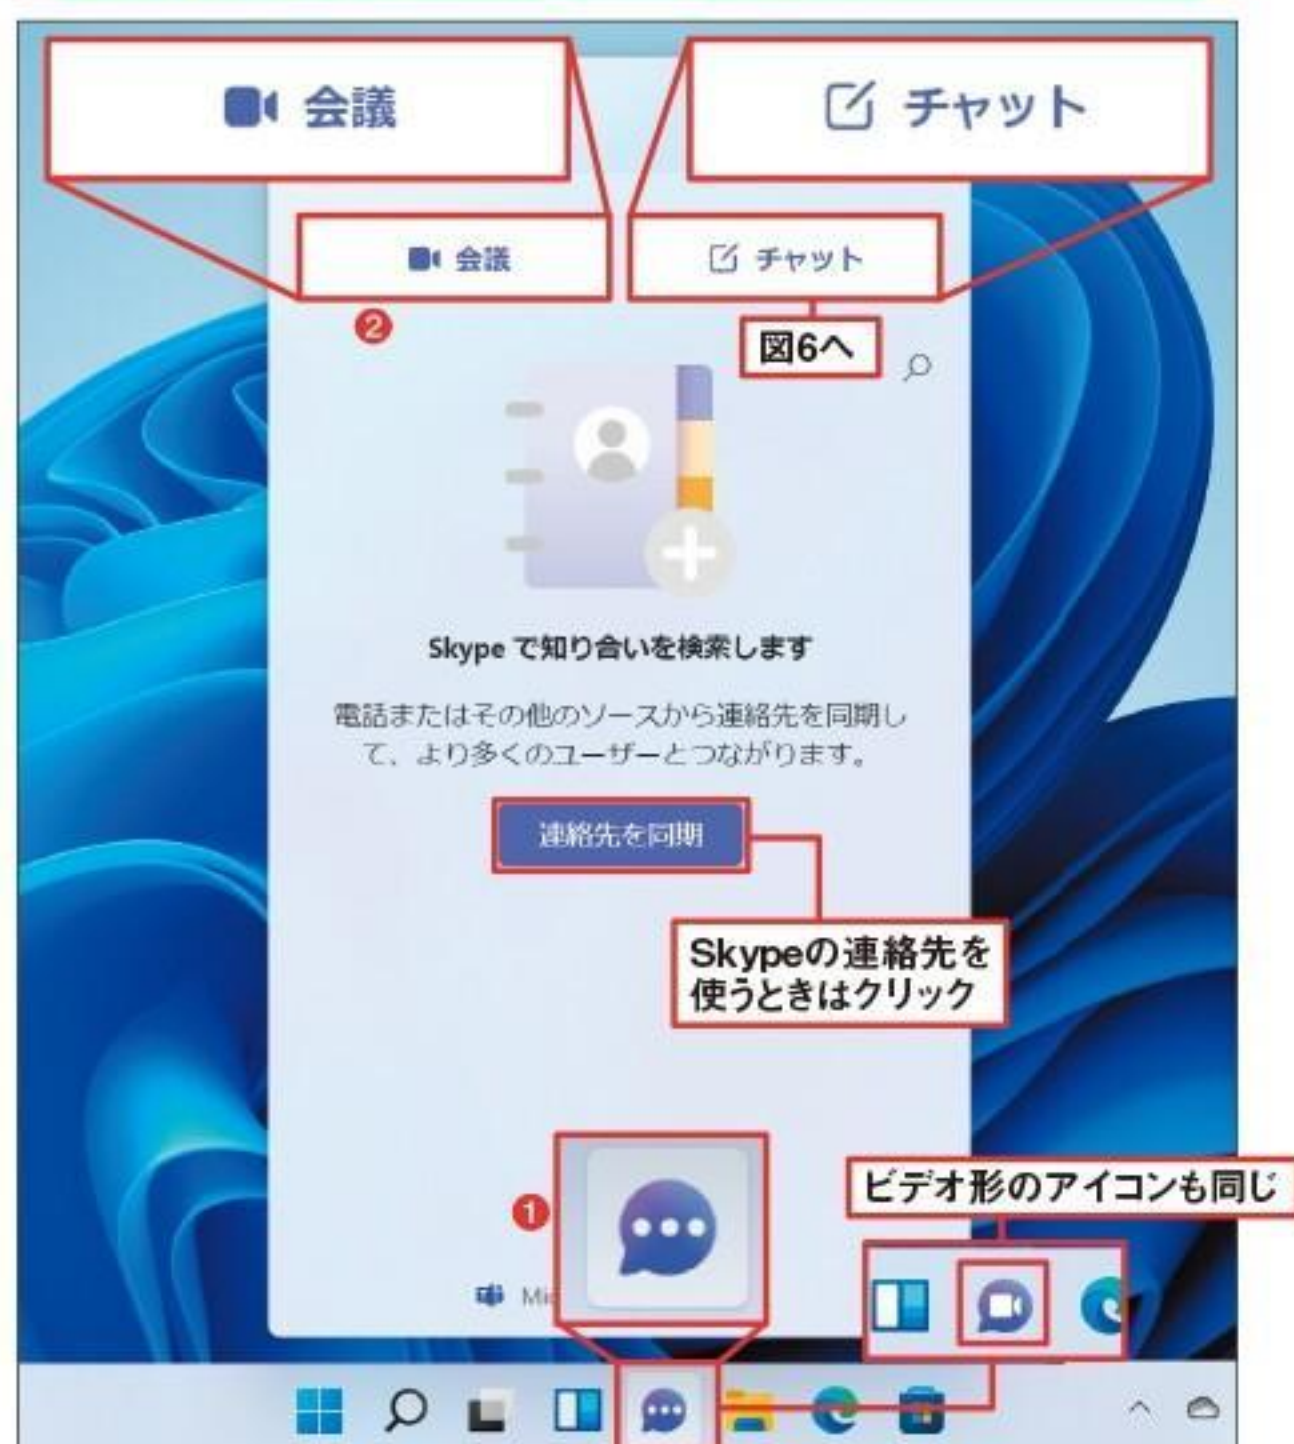 会議
チャット
会議
チャット
2
図6へ
Skype で知り合いを検索します
電話またはその他のソースから連絡先を同期し
て、より多くのユーザーとつながります。
連絡先を同期
Skypeの連絡先を
使うときはクリック
1
ビデオ形のアイコンも同じ